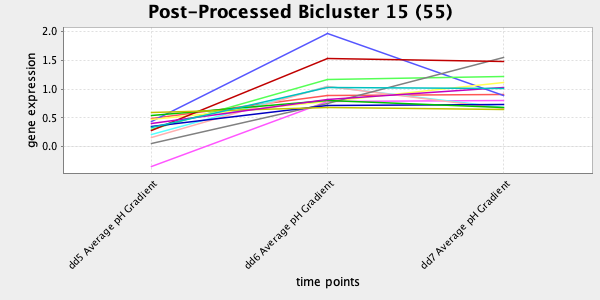 Post-Processed Bicluster 15 (55)
gene expression
2.0
1.5
1.0
0.5
0.0
dd5 Average pH Gradient
dd6 Average pH Gradient
dd7 Average pH Gradient
time points